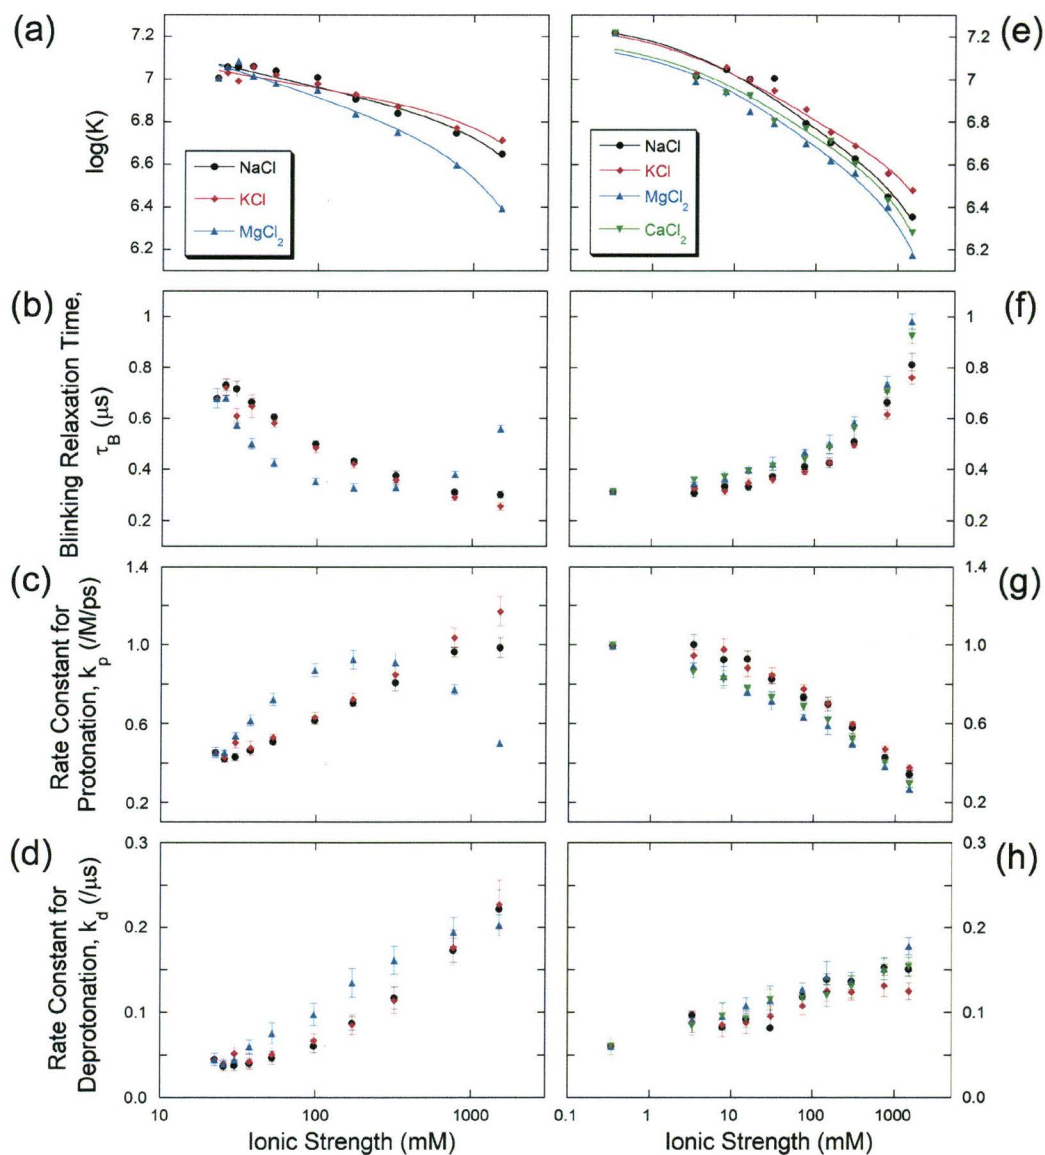 (a)
7.2
7
6.8
6.6
6.4
6.2
log(K)
NaCl
KCl
MgCl2
(e)
7.2
7
6.8
6.6
6.4
6.2
NaCl
KCl
MgCl2
CaCl2
(b)
Blinking Relaxation Time,
τB (μs)
1
0.8
0.6
0.4
0.2
(f)
1
0.8
0.6
0.4
0.2
(c)
Rate Constant for
Protonation, kp (/M/ps)
1.4
1.0
0.6
0.2
(g)
1.4
1.0
0.6
0.2
(d)
Rate Constant for
Deprotonation, kd (/μs)
0.3
0.2
0.1
0.0
10
100
1000
Ionic Strength (mM)
(h)
0.3
0.2
0.1
0.0
0.1
1
10
100
1000
Ionic Strength (mM)